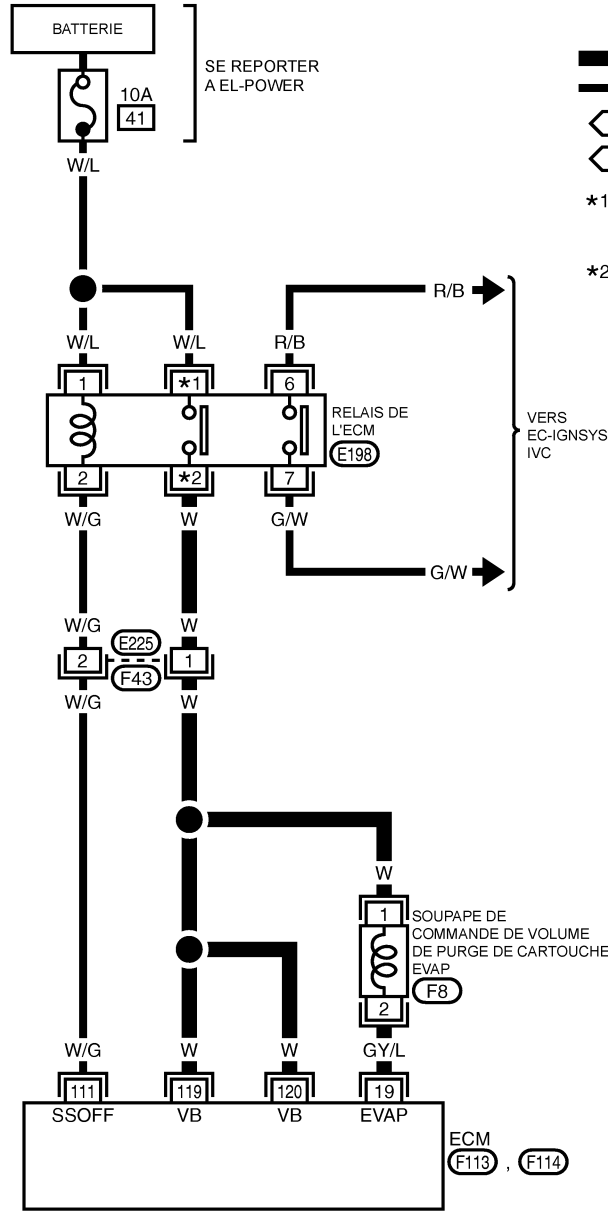 BATTERIE
SE REPORTER
A EL-POWER
10A
41
W/L
*1
*2
R/B
W/L W/L R/B
1 *1 6
RELAIS DE
L'ECM
E198
2 *2 7
VERS
EC-IGNSYS
IVC
W/G W G/W
G/W
W/G W
E225
2 1
F43
W/G W
W
1
SOUPAPE DE
COMMANDE DE VOLUME
DE PURGE DE CARTOUCHE
EVAP
F8
2
W/G W W GY/L
111 119 120 19
SSOFF VB VB EVAP
ECM
F113 , F114